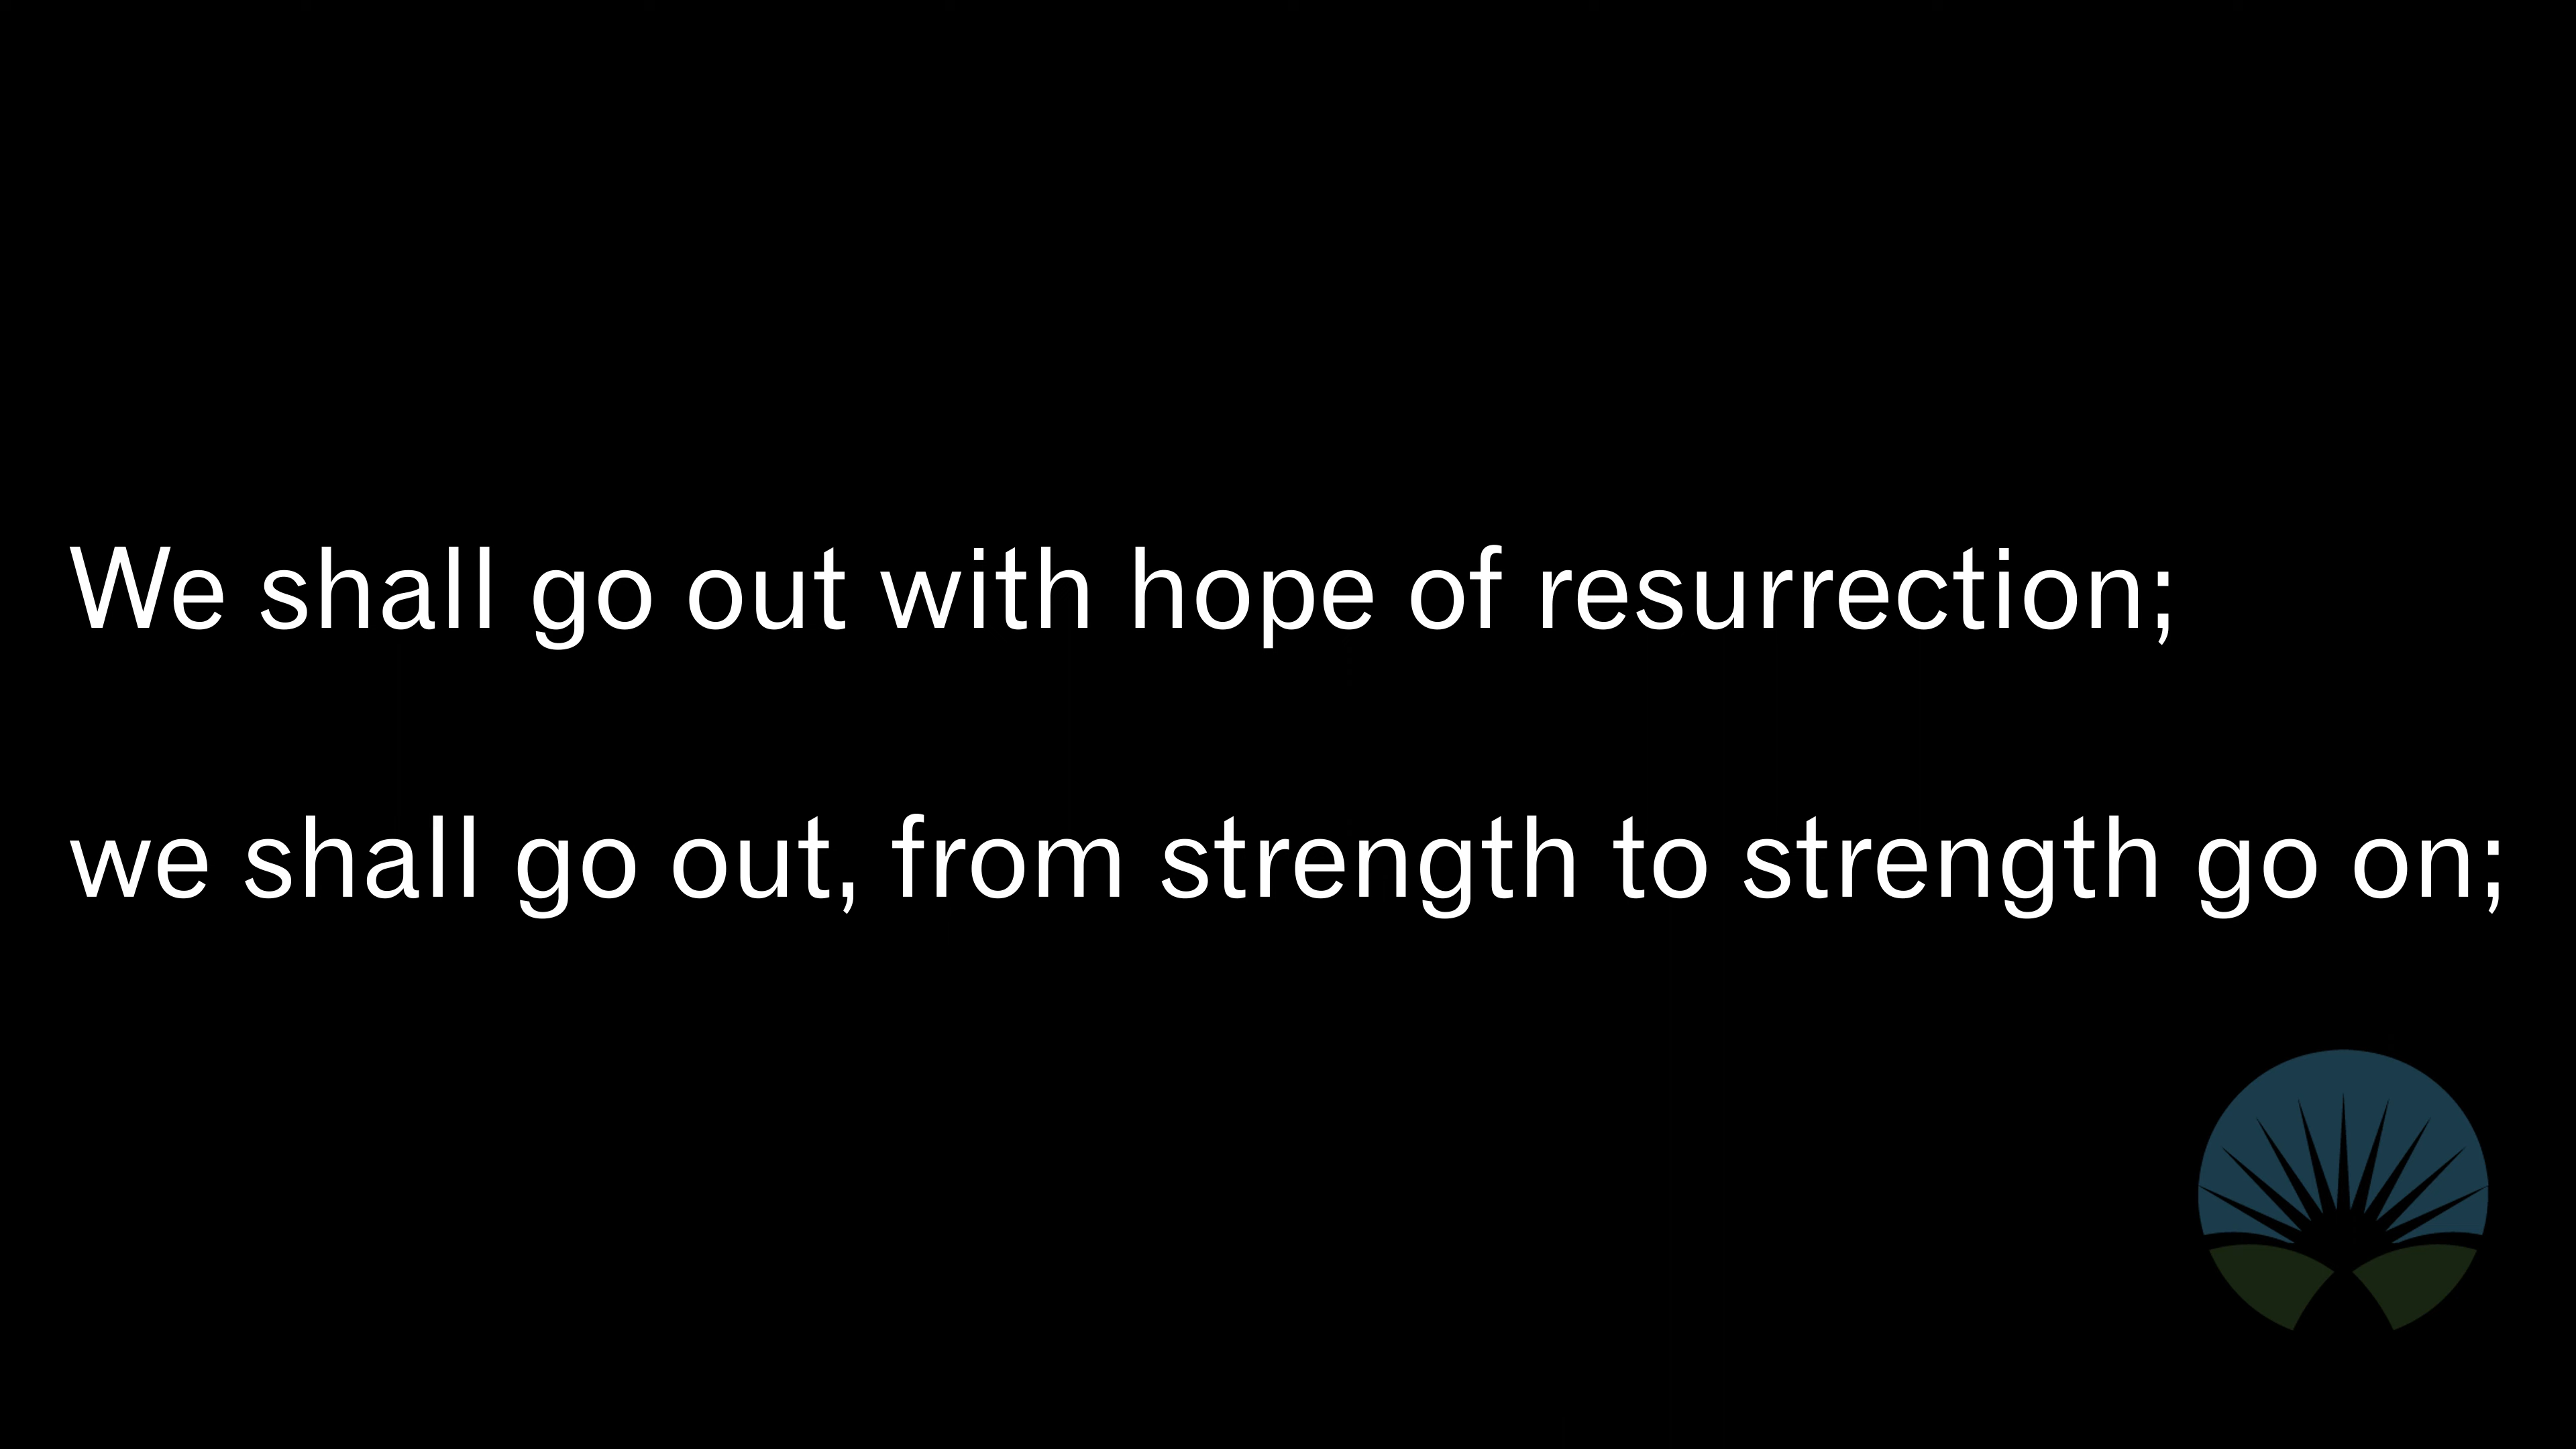 We shall go out with hope of resurrection;
we shall go out, from strength to strength go on;